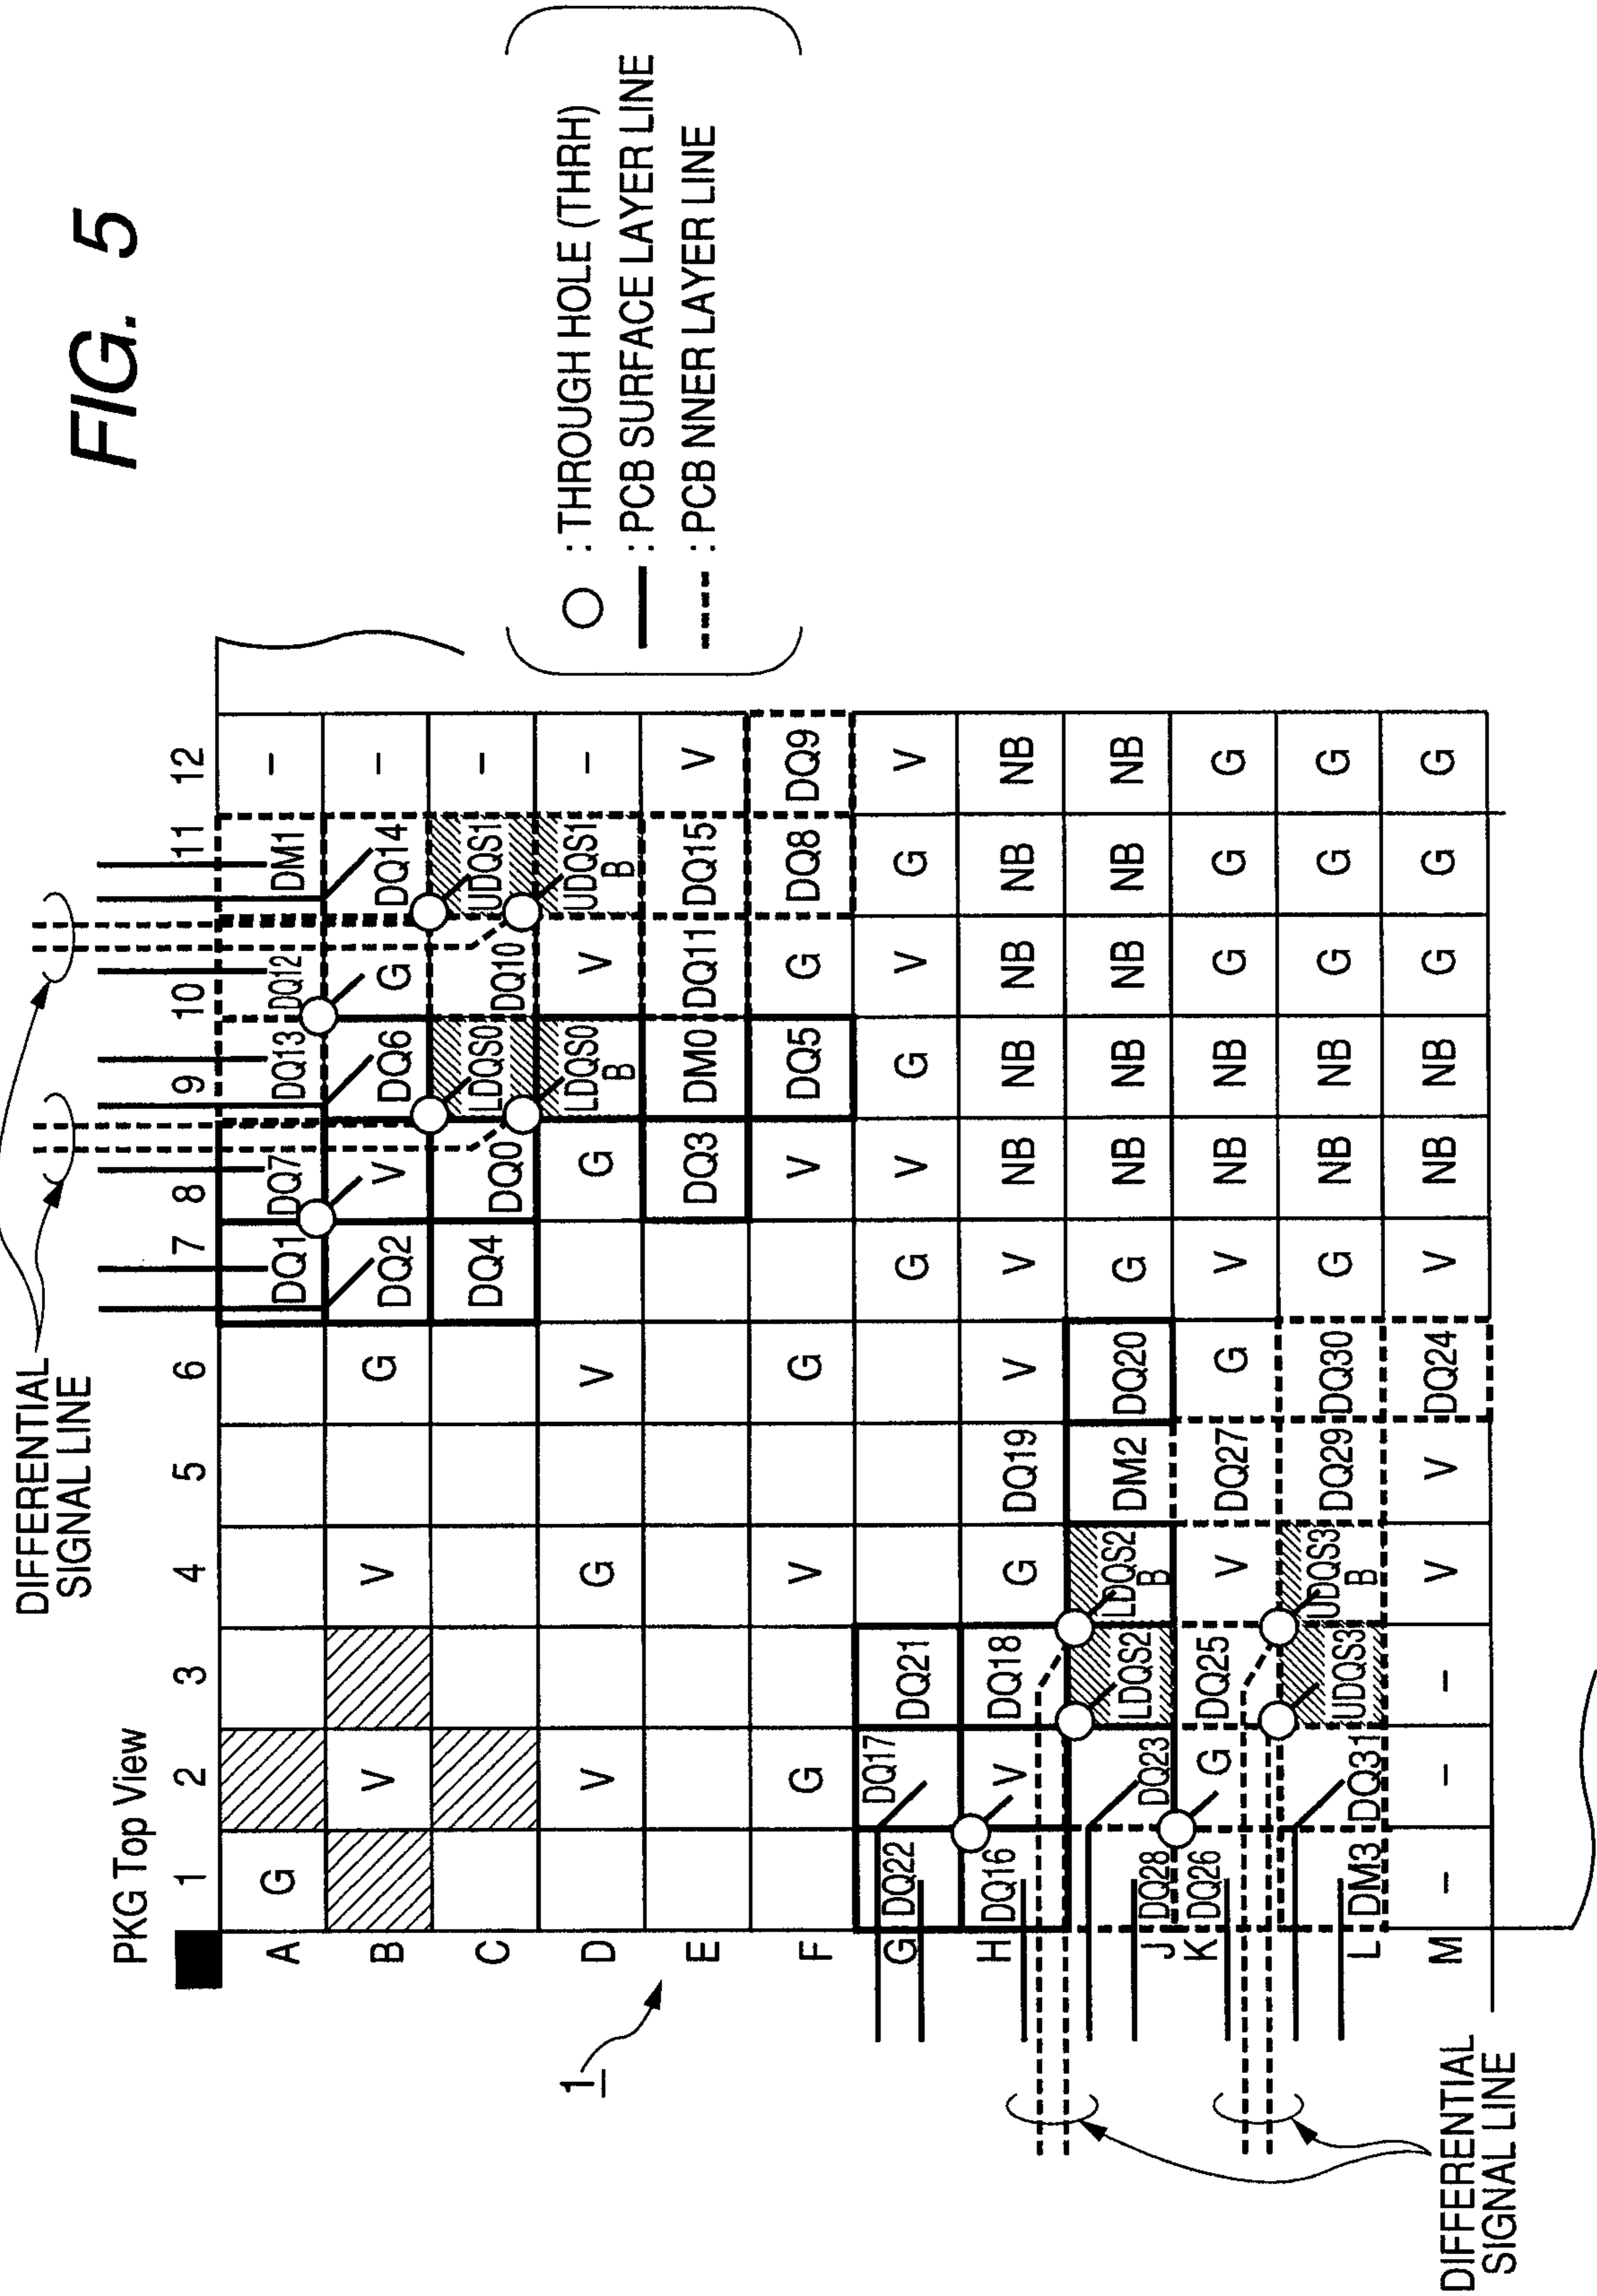 FIG. 5
DIFFERENTIAL
SIGNAL LINE
PKG Top View
1 2 3 4 5 6 7 8 9 10 11 12
A G DQ1 DQ7 DQ13 DQ12 DM1 –
B V V G DQ2 V DQ6 G DQ14 –
C DQ4 DQ0 LDQS0 DQ10 UDQS1 –
D V G V G LDQS0 V UDQS1 –
B B
E DQ3 DM0 DQ11 DQ15 V
F G V G V DQ5 G DQ8 DQ9
G DQ22 DQ17 DQ21 G V G V G V
H DQ16 V DQ18 G DQ19 V V NB NB NB NB NB
J DQ28 DQ23 LDQS2 LDQS2 DM2 DQ20 G NB NB NB NB NB
B
K DQ26 G DQ25 V DQ27 G V NB NB G G G
L DM3 DQ31 UDQS3 UDQS3 DQ29 DQ30 G NB NB G G G
B
M – – – V V DQ24 V NB NB G G G
1
: THROUGH HOLE (THRH)
: PCB SURFACE LAYER LINE
: PCB NNER LAYER LINE
DIFFERENTIAL
SIGNAL LINE